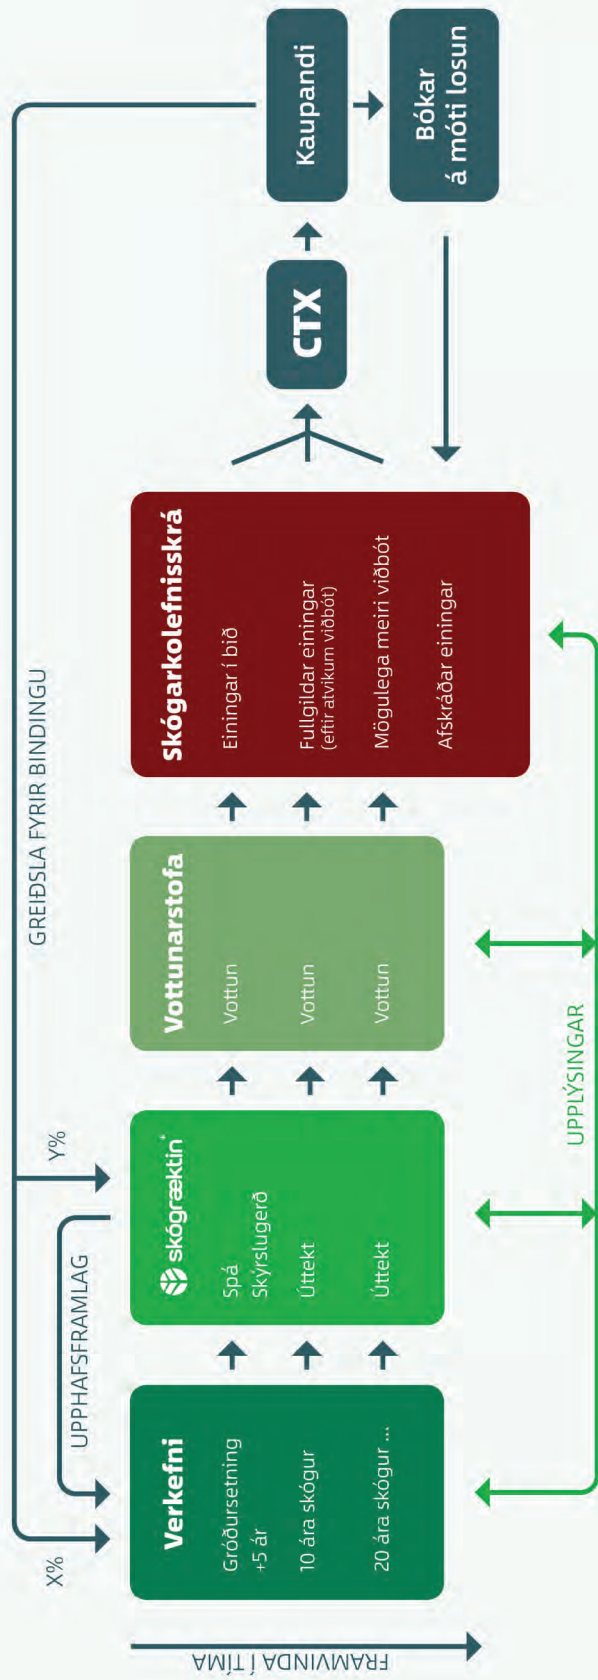 GREIÐSLA FYRIR BINDINGU
X%
UPPHAFSFRAMLAG
Y%
FRAMVINDA Í TÍMA
Verkefni
Gróðursetning
+5 ár
10 ára skógur
20 ára skógur ...
skógræktin
Spá
Skýrslugerð
Úttekt
Úttekt
Vottunarstofa
Vottun
Vottun
Vottun
Skógarkolefnisskrá
Einingar í bið
Fullgildar einingar
(eftir atvikum viðbót)
Mögulega meiri viðbót
Afskráðar einingar
CTX
Kaupandi
Bókar
á móti losun
UPPLÝSINGAR